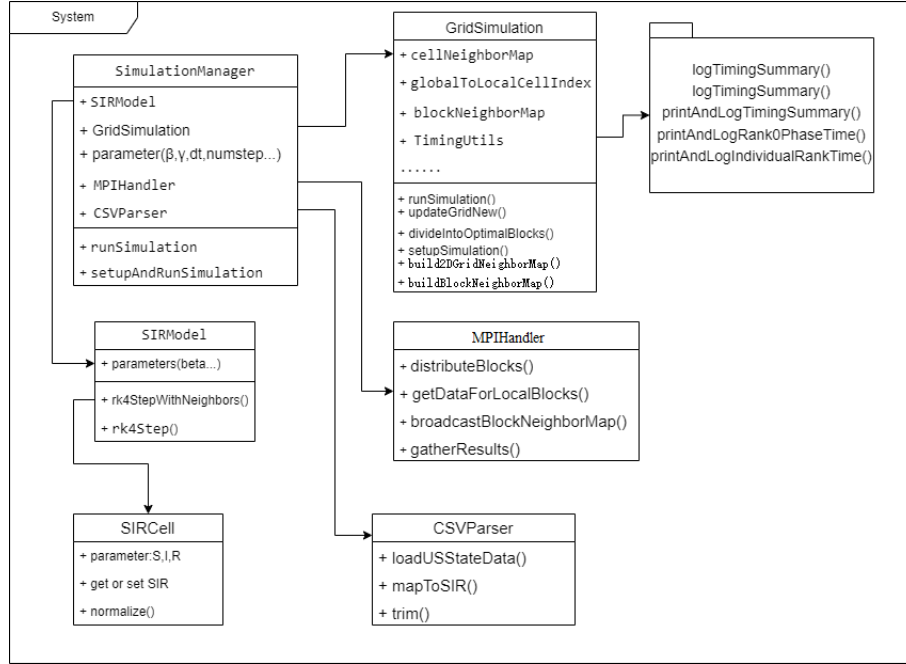 System
SimulationManager
+ SIRModel
+ GridSimulation
+ parameter(β,γ,dt,numstep...)
+ MPIHandler
+ CSVParser
+ runSimulation
+ setupAndRunSimulation
GridSimulation
+ cellNeighborMap
+ globalToLocalCellIndex
+ blockNeighborMap
+ TimingUtils
......
+ runSimulation()
+ updateGridNew()
+ divideIntoOptimalBlocks()
+ setupSimulation()
+ build2DGridNeighborMap()
+ buildBlockNeighborMap()
logTimingSummary()
logTimingSummary()
printAndLogTimingSummary()
printAndLogRank0PhaseTime()
printAndLogIndividualRankTime()
SIRModel
+ parameters(beta...)
+ rk4StepWithNeighbors()
+ rk4Step()
MPIHandler
+ distributeBlocks()
+ getDataForLocalBlocks()
+ broadcastBlockNeighborMap()
+ gatherResults()
SIRCell
+ parameter:S,I,R
+ get or set SIR
+ normalize()
CSVParser
+ loadUSStateData()
+ mapToSIR()
+ trim()